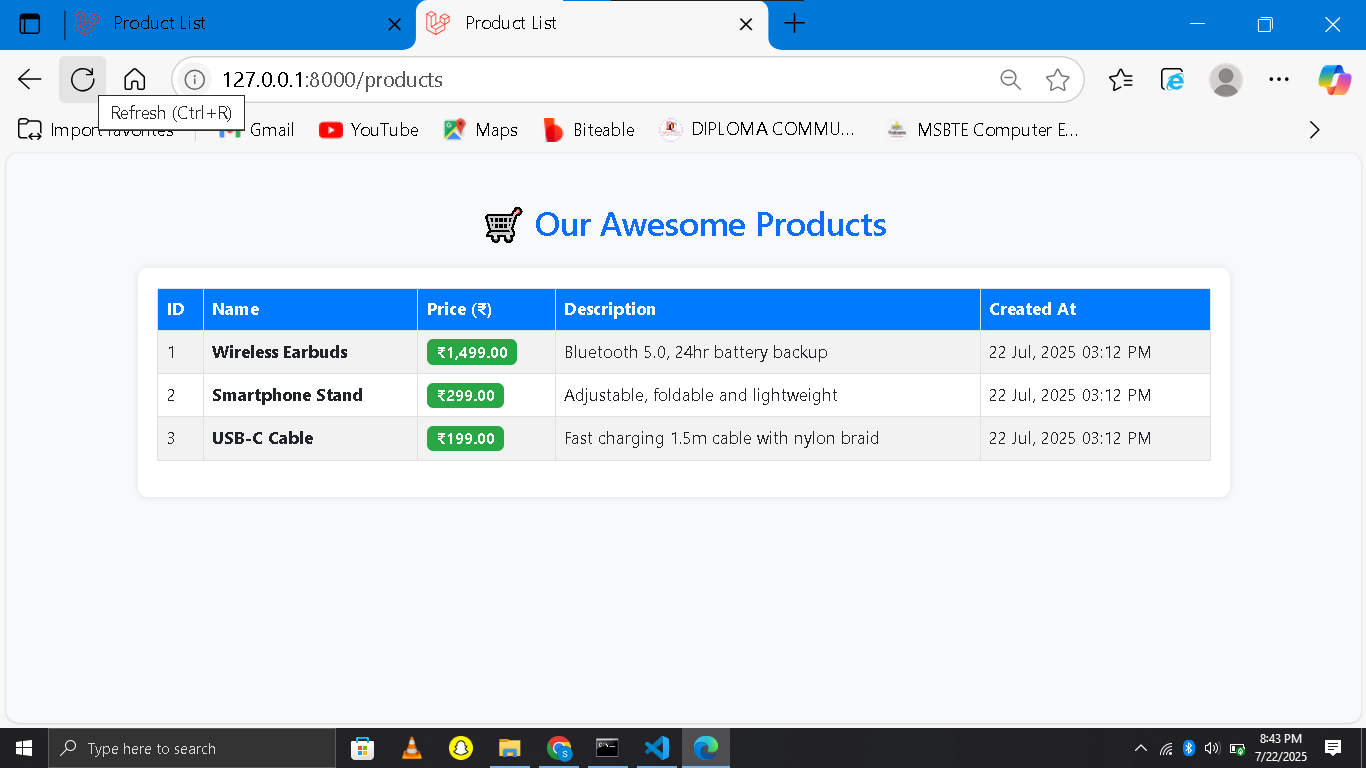 Product List
Product List
127.0.0.1:8000/products
Refresh (Ctrl+R)
Import favorites
Gmail
YouTube
Maps
Biteable
DIPLOMA COMMU...
MSBTE Computer E...
Our Awesome Products
ID Name Price (₹) Description Created At
1 Wireless Earbuds ₹1,499.00 Bluetooth 5.0, 24hr battery backup 22 Jul, 2025 03:12 PM
2 Smartphone Stand ₹299.00 Adjustable, foldable and lightweight 22 Jul, 2025 03:12 PM
3 USB-C Cable ₹199.00 Fast charging 1.5m cable with nylon braid 22 Jul, 2025 03:12 PM
Type here to search
8:43 PM
7/22/2025